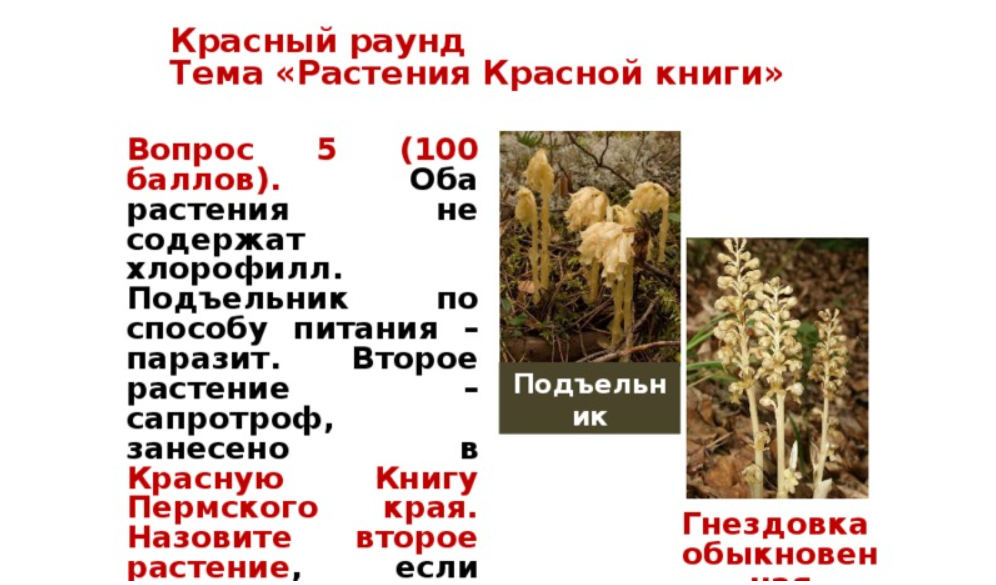 Красный раунд
Тема «Растения Красной книги»
Вопрос 5 (100
баллов). Оба
растения не
содержат
хлорофилл.
Подъельник по
способу питания –
паразит. Второе
растение –
сапротроф,
занесено в
Красную Книгу
Пермского края.
Назовите второе
растение, если
Подъельн
ик
Гнездовка
обыкновен
ная